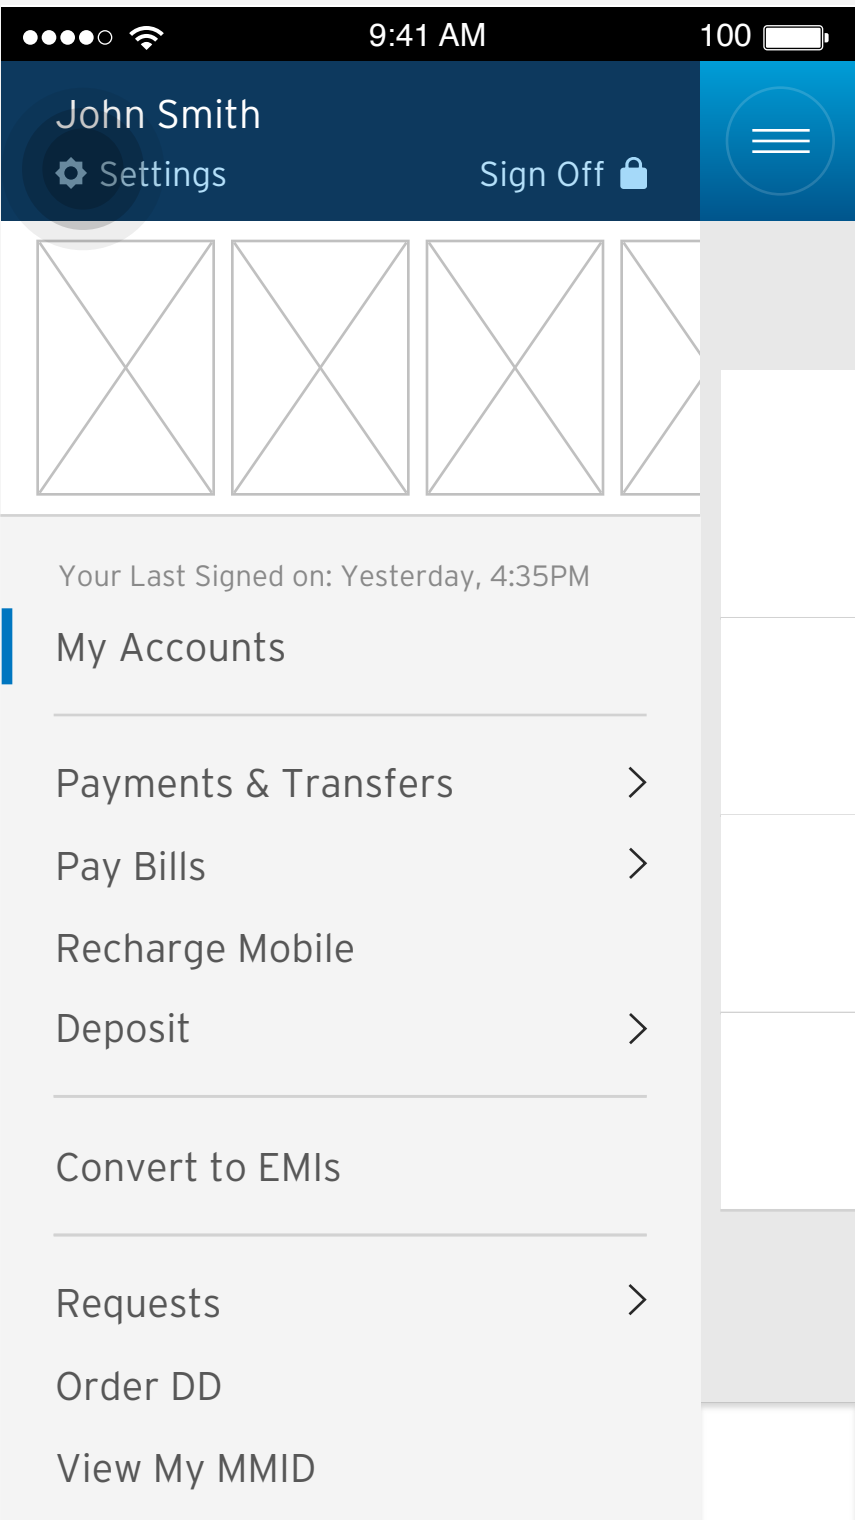 9:41 AM 100
John Smith
Settings Sign Off
Your Last Signed on: Yesterday, 4:35PM
My Accounts
Payments & Transfers
Pay Bills
Recharge Mobile
Deposit
Convert to EMIs
Requests
Order DD
View My MMID